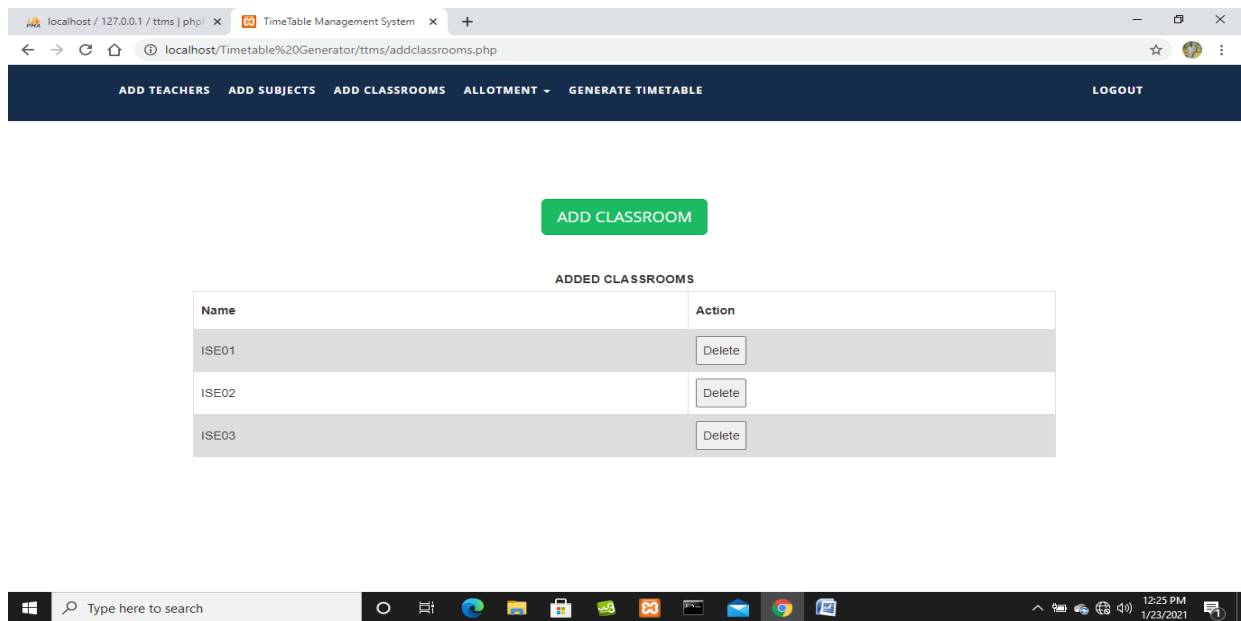 localhost / 127.0.0.1 / ttms | php
TimeTable Management System
localhost/Timetable%20Generator/ttms/addclassrooms.php
ADD TEACHERS ADD SUBJECTS ADD CLASSROOMS ALLOTMENT GENERATE TIMETABLE LOGOUT
ADD CLASSROOM
ADDED CLASSROOMS
Name Action
ISE01 Delete
ISE02 Delete
ISE03 Delete
Type here to search
12:25 PM
1/23/2021
1